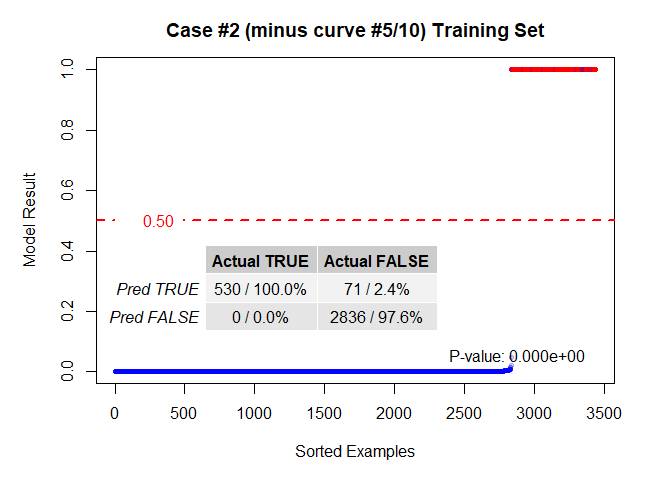 Case #2 (minus curve #5/10) Training Set
Model Result
1.0
0.8
0.6
0.4
0.2
0.0
0.50
Actual TRUE Actual FALSE
Pred TRUE 530 / 100.0% 71 / 2.4%
Pred FALSE 0 / 0.0% 2836 / 97.6%
P-value: 0.000e+00
0 500 1000 1500 2000 2500 3000 3500
Sorted Examples